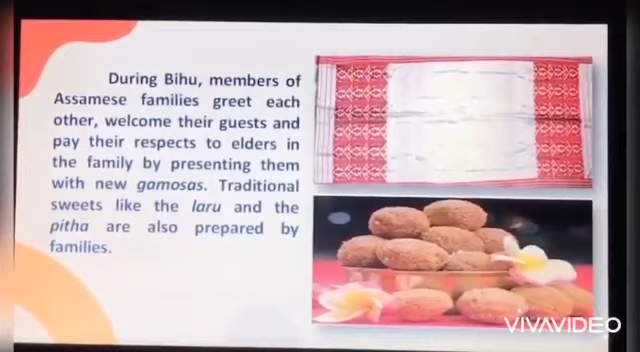 During Bihu, members of
Assamese families greet each
other, welcome their guests and
pay their respects to elders in
the family by presenting them
with new gamosas. Traditional
sweets like the laru and the
pitha are also prepared by
families.
VIVAVIDEO